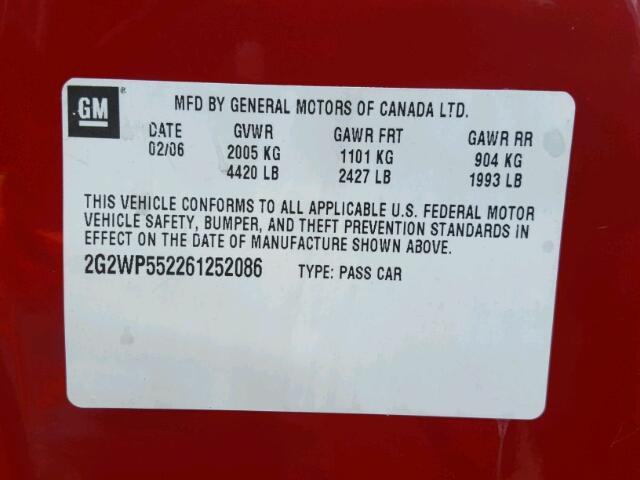 GM®
MFD BY GENERAL MOTORS OF CANADA LTD.
DATE GVWR GAWR FRT GAWR RR
02/06 2005 KG 1101 KG 904 KG
4420 LB 2427 LB 1993 LB
THIS VEHICLE CONFORMS TO ALL APPLICABLE U.S. FEDERAL MOTOR
VEHICLE SAFETY, BUMPER, AND THEFT PREVENTION STANDARDS IN
EFFECT ON THE DATE OF MANUFACTURE SHOWN ABOVE.
2G2WP552261252086 TYPE: PASS CAR